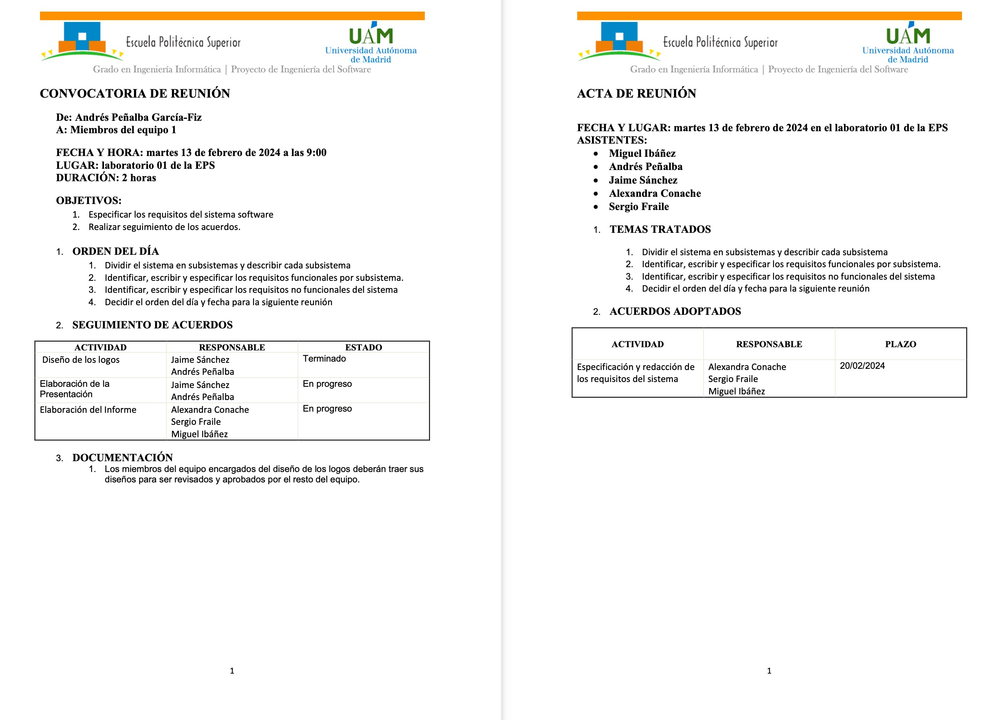 Escuela Politécnica Superior
UAM
Universidad Autónoma
de Madrid
Grado en Ingeniería Informática | Proyecto de Ingeniería del Software
CONVOCATORIA DE REUNIÓN
De: Andrés Peñalba García-Fiz
A: Miembros del equipo 1
FECHA Y HORA: martes 13 de febrero de 2024 a las 9:00
LUGAR: laboratorio 01 de la EPS
DURACIÓN: 2 horas
OBJETIVOS:
1. Especificar los requisitos del sistema software
2. Realizar seguimiento de los acuerdos.
1. ORDEN DEL DÍA
1. Dividir el sistema en subsistemas y describir cada subsistema
2. Identificar, escribir y especificar los requisitos funcionales por subsistema.
3. Identificar, escribir y especificar los requisitos no funcionales del sistema
4. Decidir el orden del día y fecha para la siguiente reunión
2. SEGUIMIENTO DE ACUERDOS
ACTIVIDAD RESPONSABLE ESTADO
Diseño de los logos Jaime Sánchez Terminado
Andrés Peñalba
Elaboración de la Jaime Sánchez En progreso
Presentación Andrés Peñalba
Elaboración del Informe Alexandra Conache En progreso
Sergio Fraile
Miguel Ibáñez
3. DOCUMENTACIÓN
1. Los miembros del equipo encargados del diseño de los logos deberán traer sus
diseños para ser revisados y aprobados por el resto del equipo.
1
Escuela Politécnica Superior
UÁM
Universidad Autónoma
de Madrid
Grado en Ingeniería Informática | Proyecto de Ingeniería del Software
ACTA DE REUNIÓN
FECHA Y LUGAR: martes 13 de febrero de 2024 en el laboratorio 01 de la EPS
ASISTENTES:
• Miguel Ibáñez
• Andrés Peñalba
• Jaime Sánchez
• Alexandra Conache
• Sergio Fraile
1. TEMAS TRATADOS
1. Dividir el sistema en subsistemas y describir cada subsistema
2. Identificar, escribir y especificar los requisitos funcionales por subsistema.
3. Identificar, escribir y especificar los requisitos no funcionales del sistema
4. Decidir el orden del día y fecha para la siguiente reunión
2. ACUERDOS ADOPTADOS
ACTIVIDAD RESPONSABLE PLAZO
Especificación y redacción de Alexandra Conache 20/02/2024
los requisitos del sistema Sergio Fraile
Miguel Ibáñez
1